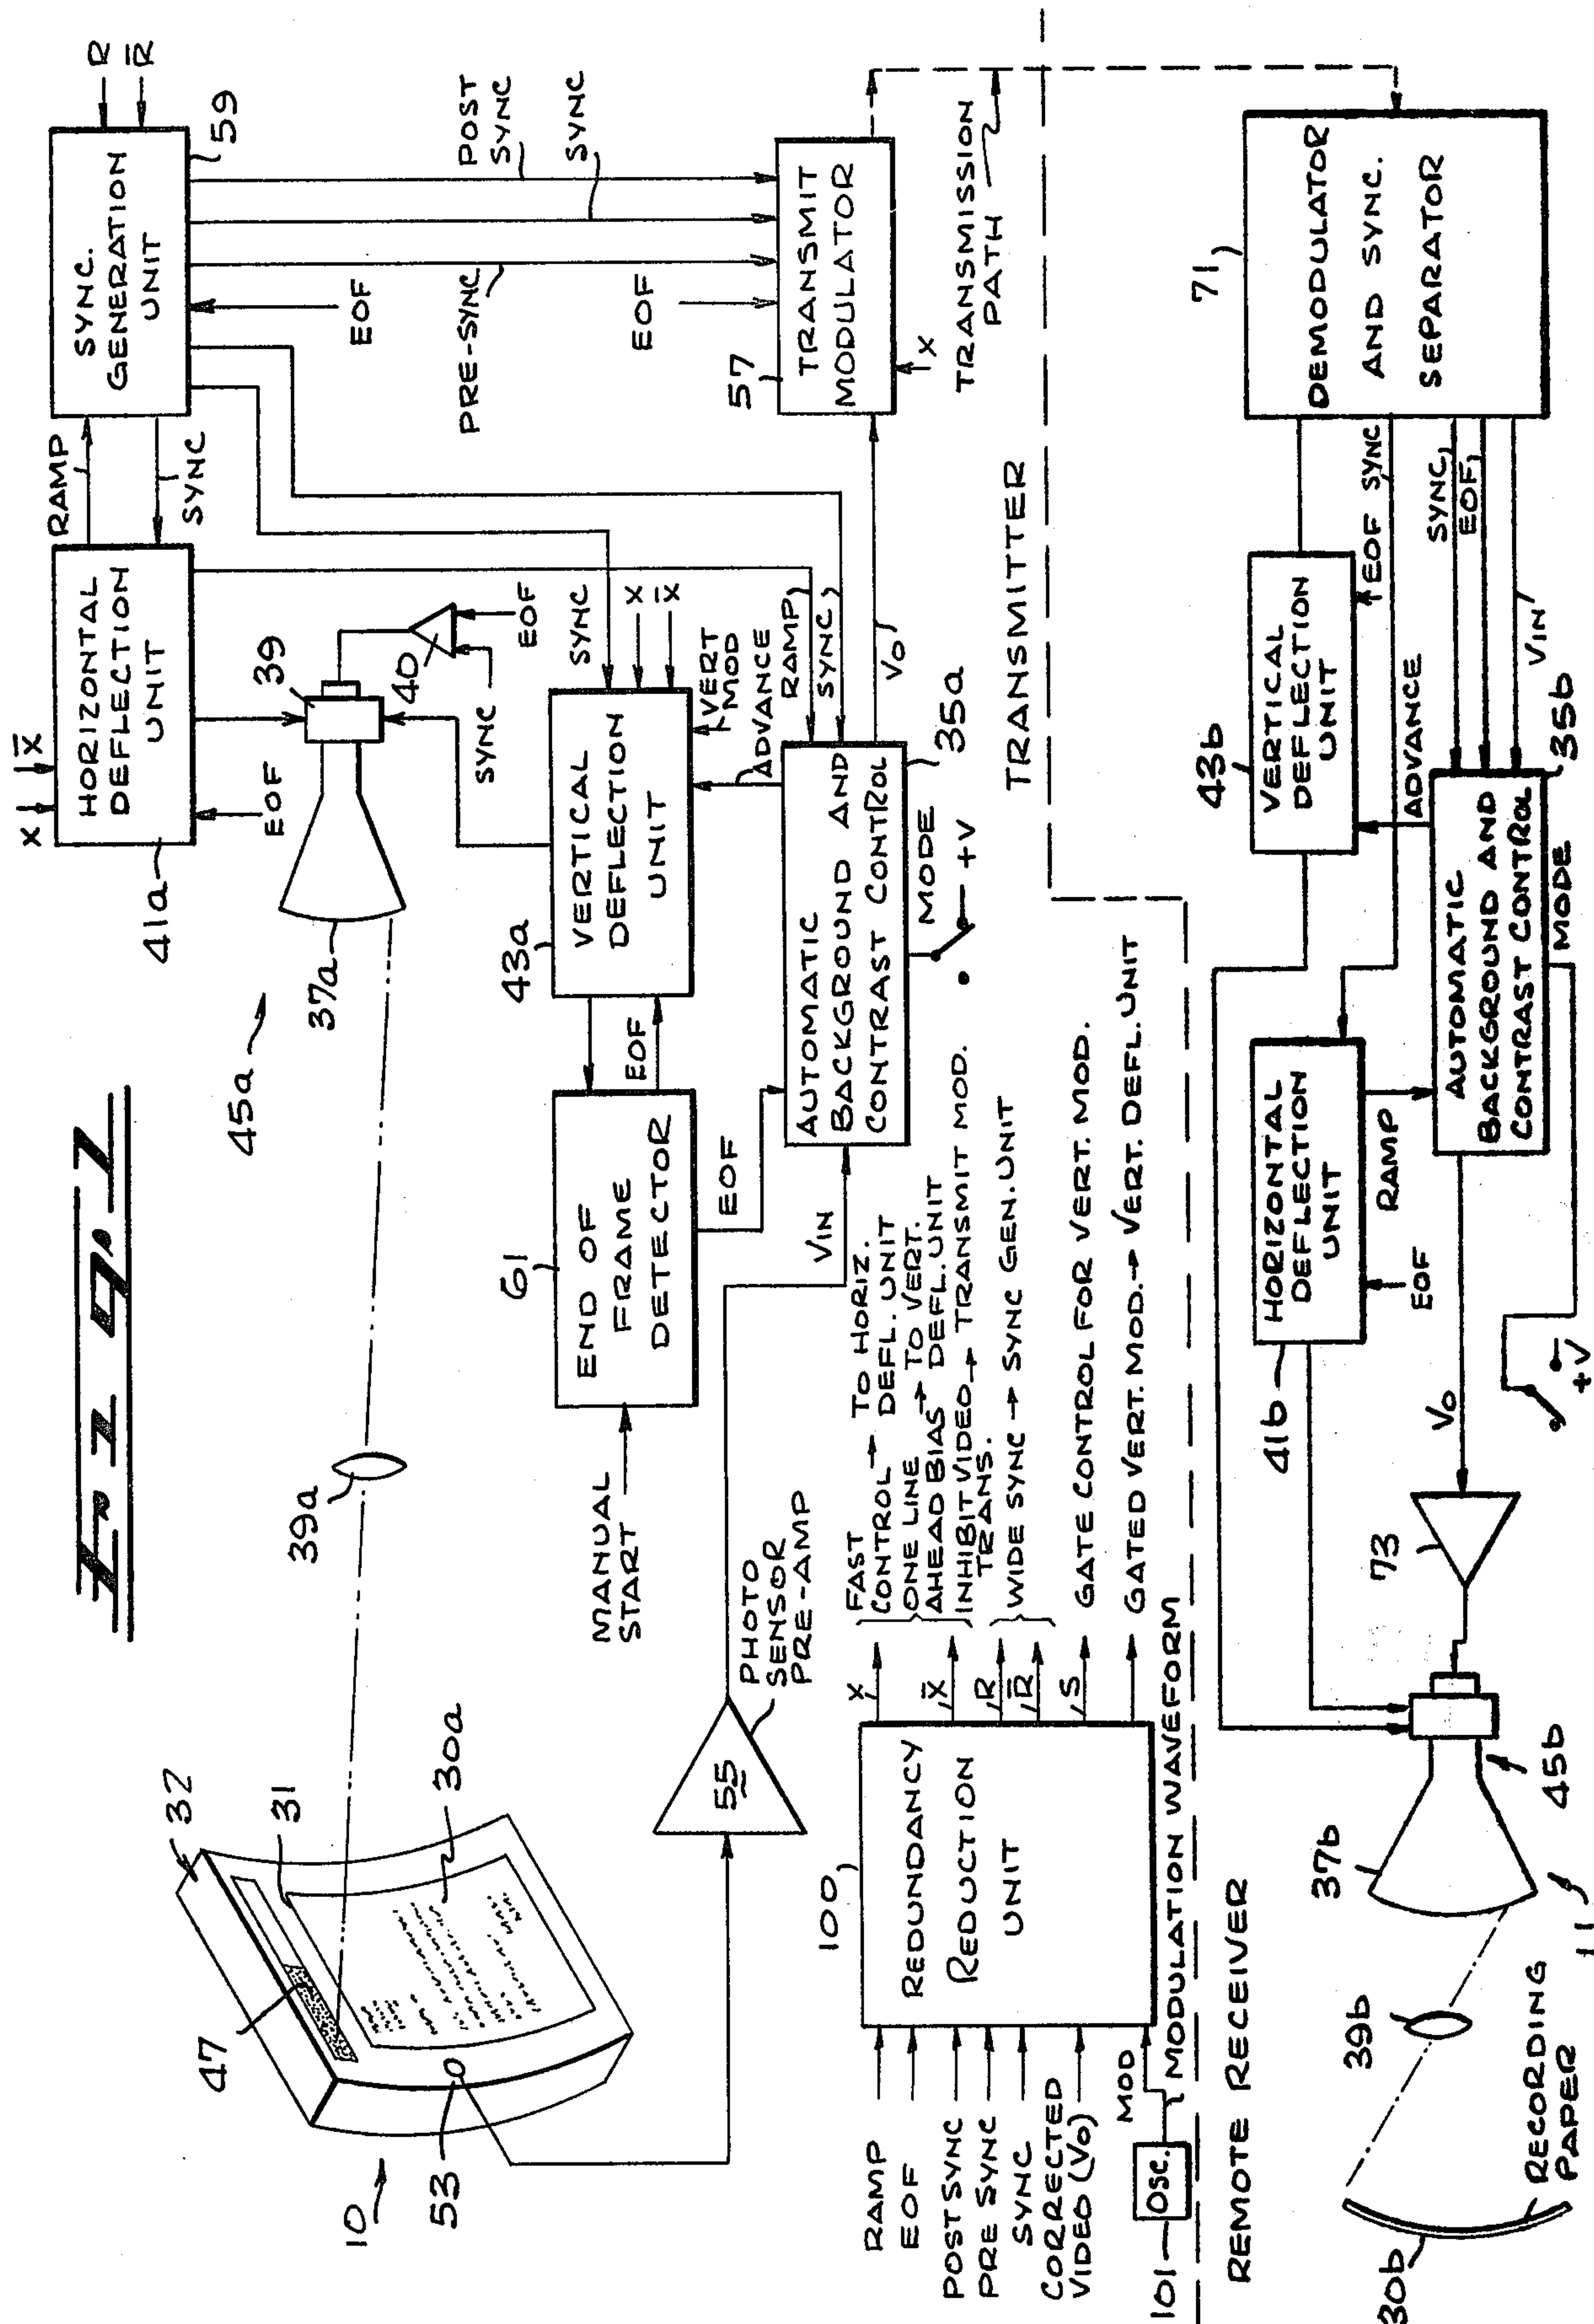 Fig. 1
10
32
47
31
30a
53
39a
45a
37a
39
40
SYNC
EOF
X
X̄
HORIZONTAL
DEFLECTION
UNIT
41a
EOF
RAMP
SYNC
SYNC.
GENERATION
UNIT
59
R
R̄
EOF
PRE-SYNC
POST
SYNC
SYNC
EOF
57
TRANSMIT
MODULATOR
X
TRANSMISSION
PATH
MANUAL
START
61
END OF
FRAME
DETECTOR
EOF
EOF
43a
VERTICAL
DEFLECTION
UNIT
SYNC
X
X̄
VERT
MOD
ADVANCE
RAMP
SYNC
55
PHOTO
SENSOR
PRE-AMP
VIN
AUTOMATIC
BACKGROUND AND
CONTRAST CONTROL
35a
VO
MODE
+V
TRANSMITTER
RAMP
EOF
POST SYNC
PRE SYNC
SYNC
CORRECTED
VIDEO (VO)
MOD
101
OSC.
MODULATION WAVEFORM
100
REDUNDANCY
REDUCTION
UNIT
X
X̄
R
R̄
S
FAST CONTROL → TO HORIZ. DEFL. UNIT
ONE LINE AHEAD BIAS → TO VERT. DEFL. UNIT
INHIBIT VIDEO TRANS. → TRANSMIT MOD.
WIDE SYNC → SYNC GEN. UNIT
GATE CONTROL FOR VERT. MOD.
GATED VERT. MOD. → VERT. DEFL. UNIT
REMOTE RECEIVER
30b
RECORDING
PAPER
39b
11
37b
45b
73
VO
41b
HORIZONTAL
DEFLECTION
UNIT
EOF
RAMP
43b
VERTICAL
DEFLECTION
UNIT
ADVANCE
EOF SYNC
SYNC
EOF
VIN
AUTOMATIC
BACKGROUND AND
CONTRAST CONTROL
35b
MODE
+V
71
DEMODULATOR
AND SYNC.
SEPARATOR